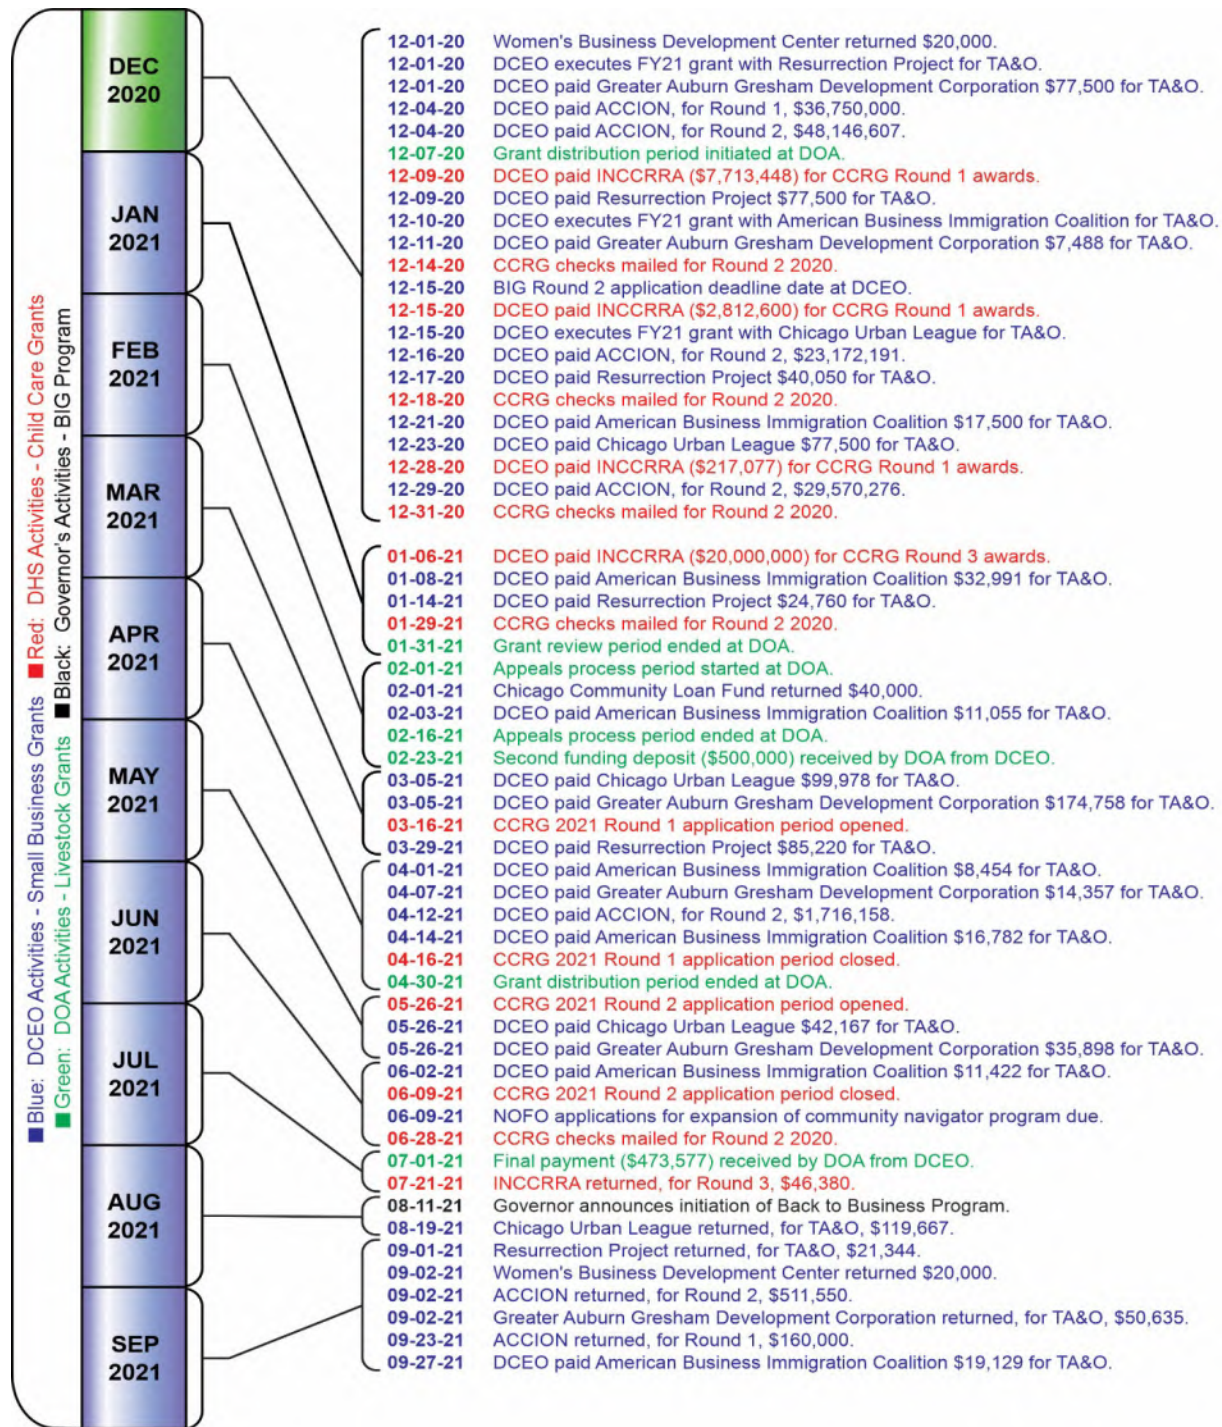 DEC
2020
JAN
2021
FEB
2021
MAR
2021
APR
2021
MAY
2021
JUN
2021
JUL
2021
AUG
2021
SEP
2021
Blue: DCEO Activities - Small Business Grants
Red: DHS Activities - Child Care Grants
Green: DOA Activities - Livestock Grants
Black: Governor's Activities - BIG Program
12-01-20 Women's Business Development Center returned $20,000.
12-01-20 DCEO executes FY21 grant with Resurrection Project for TA&O.
12-01-20 DCEO paid Greater Auburn Gresham Development Corporation $77,500 for TA&O.
12-04-20 DCEO paid ACCION, for Round 1, $36,750,000.
12-04-20 DCEO paid ACCION, for Round 2, $48,146,607.
12-07-20 Grant distribution period initiated at DOA.
12-09-20 DCEO paid INCCRRA ($7,713,448) for CCRG Round 1 awards.
12-09-20 DCEO paid Resurrection Project $77,500 for TA&O.
12-10-20 DCEO executes FY21 grant with American Business Immigration Coalition for TA&O.
12-11-20 DCEO paid Greater Auburn Gresham Development Corporation $7,488 for TA&O.
12-14-20 CCRG checks mailed for Round 2 2020.
12-15-20 BIG Round 2 application deadline date at DCEO.
12-15-20 DCEO paid INCCRRA ($2,812,600) for CCRG Round 1 awards.
12-15-20 DCEO executes FY21 grant with Chicago Urban League for TA&O.
12-16-20 DCEO paid ACCION, for Round 2, $23,172,191.
12-17-20 DCEO paid Resurrection Project $40,050 for TA&O.
12-18-20 CCRG checks mailed for Round 2 2020.
12-21-20 DCEO paid American Business Immigration Coalition $17,500 for TA&O.
12-23-20 DCEO paid Chicago Urban League $77,500 for TA&O.
12-28-20 DCEO paid INCCRRA ($217,077) for CCRG Round 1 awards.
12-29-20 DCEO paid ACCION, for Round 2, $29,570,276.
12-31-20 CCRG checks mailed for Round 2 2020.
01-06-21 DCEO paid INCCRRA ($20,000,000) for CCRG Round 3 awards.
01-08-21 DCEO paid American Business Immigration Coalition $32,991 for TA&O.
01-14-21 DCEO paid Resurrection Project $24,760 for TA&O.
01-29-21 CCRG checks mailed for Round 2 2020.
01-31-21 Grant review period ended at DOA.
02-01-21 Appeals process period started at DOA.
02-01-21 Chicago Community Loan Fund returned $40,000.
02-03-21 DCEO paid American Business Immigration Coalition $11,055 for TA&O.
02-16-21 Appeals process period ended at DOA.
02-23-21 Second funding deposit ($500,000) received by DOA from DCEO.
03-05-21 DCEO paid Chicago Urban League $99,978 for TA&O.
03-05-21 DCEO paid Greater Auburn Gresham Development Corporation $174,758 for TA&O.
03-16-21 CCRG 2021 Round 1 application period opened.
03-29-21 DCEO paid Resurrection Project $85,220 for TA&O.
04-01-21 DCEO paid American Business Immigration Coalition $8,454 for TA&O.
04-07-21 DCEO paid Greater Auburn Gresham Development Corporation $14,357 for TA&O.
04-12-21 DCEO paid ACCION, for Round 2, $1,716,158.
04-14-21 DCEO paid American Business Immigration Coalition $16,782 for TA&O.
04-16-21 CCRG 2021 Round 1 application period closed.
04-30-21 Grant distribution period ended at DOA.
05-26-21 CCRG 2021 Round 2 application period opened.
05-26-21 DCEO paid Chicago Urban League $42,167 for TA&O.
05-26-21 DCEO paid Greater Auburn Gresham Development Corporation $35,898 for TA&O.
06-02-21 DCEO paid American Business Immigration Coalition $11,422 for TA&O.
06-09-21 CCRG 2021 Round 2 application period closed.
06-09-21 NOFO applications for expansion of community navigator program due.
06-28-21 CCRG checks mailed for Round 2 2020.
07-01-21 Final payment ($473,577) received by DOA from DCEO.
07-21-21 INCCRRA returned, for Round 3, $46,380.
08-11-21 Governor announces initiation of Back to Business Program.
08-19-21 Chicago Urban League returned, for TA&O, $119,667.
09-01-21 Resurrection Project returned, for TA&O, $21,344.
09-02-21 Women's Business Development Center returned $20,000.
09-02-21 ACCION returned, for Round 2, $511,550.
09-02-21 Greater Auburn Gresham Development Corporation returned, for TA&O, $50,635.
09-23-21 ACCION returned, for Round 1, $160,000.
09-27-21 DCEO paid American Business Immigration Coalition $19,129 for TA&O.